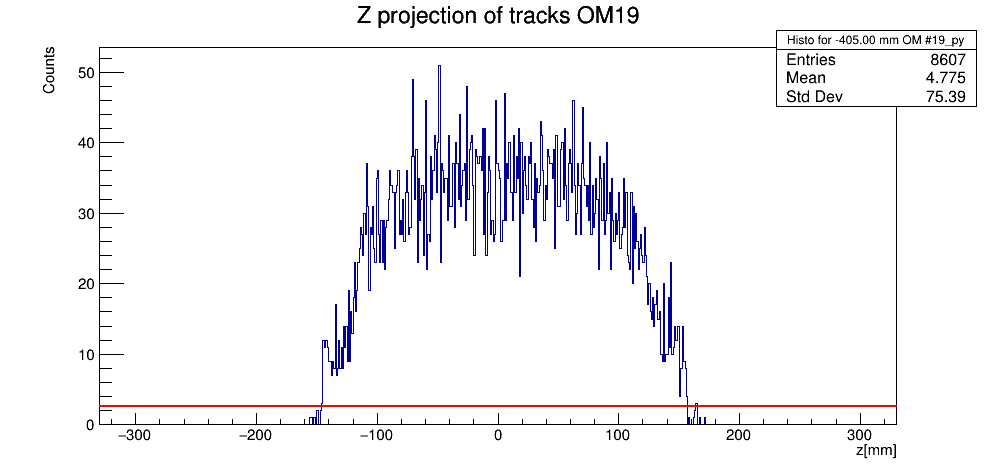 Z projection of tracks OM19
Histo for -405.00 mm OM #19_py
Entries 8607
Mean 4.775
Std Dev 75.39
Counts
50
40
30
20
10
0
−300 −200 −100 0 100 200 300
z[mm]